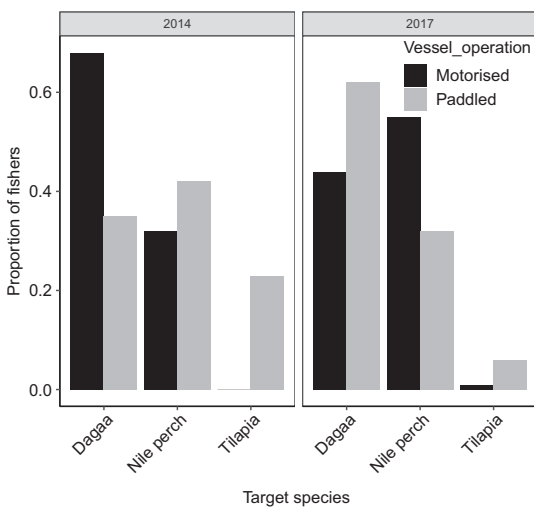 2014
2017
Vessel_operation
Motorised
Paddled
Proportion of fishers
0.6
0.4
0.2
0.0
Dagaa
Nile perch
Tilapia
Dagaa
Nile perch
Tilapia
Target species